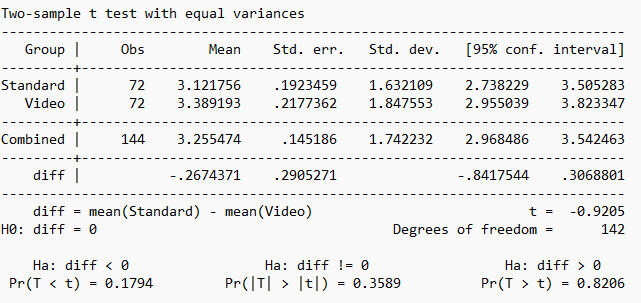 Two-sample t test with equal variances
------------------------------------------------------------------------------
   Group |     Obs        Mean    Std. err.   Std. dev.   [95% conf. interval]
---------+--------------------------------------------------------------------
Standard |      72    3.121756    .1923459    1.632109    2.738229    3.505283
   Video |      72    3.389193    .2177362    1.847553    2.955039    3.823347
---------+--------------------------------------------------------------------
Combined |     144    3.255474     .145186    1.742232    2.968486    3.542463
---------+--------------------------------------------------------------------
    diff |           -.2674371    .2905271               -.8417544    .3068801
------------------------------------------------------------------------------
    diff = mean(Standard) - mean(Video)                           t =  -0.9205
H0: diff = 0                                     Degrees of freedom =      142

    Ha: diff < 0                 Ha: diff != 0                 Ha: diff > 0
 Pr(T < t) = 0.1794         Pr(|T| > |t|) = 0.3589          Pr(T > t) = 0.8206